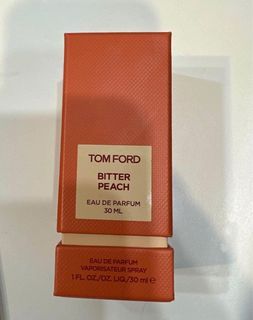 TOM FORD
BITTER
PEACH
EAU DE PARFUM
30 ML
EAU DE PARFUM
VAPORISATEUR SPRAY
1 FL. OZ./OZ. LIQ./30 ml ℮